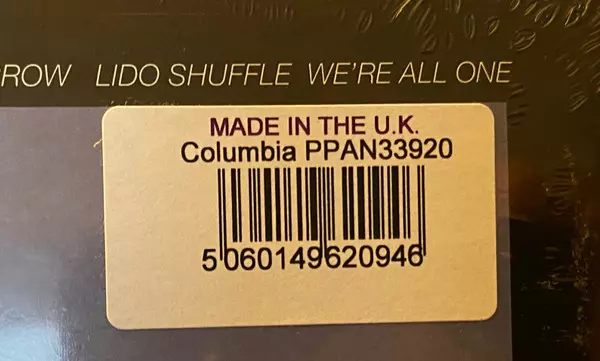 ROW LIDO SHUFFLE WE'RE ALL ONE
MADE IN THE U.K.
Columbia PPAN33920
5 060149 620946